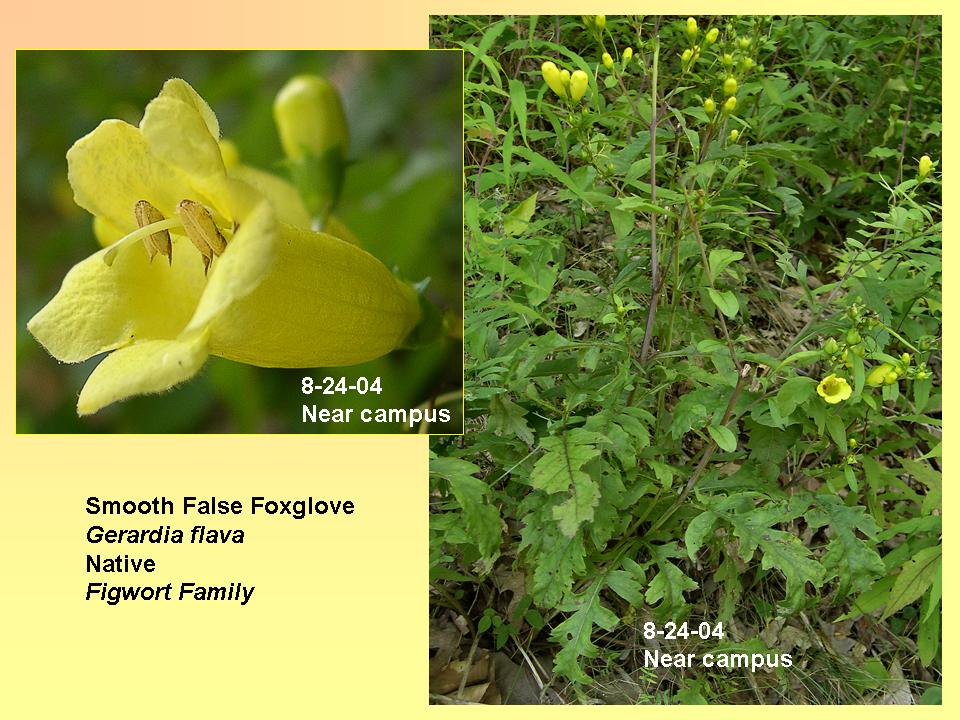 8-24-04
Near campus
Smooth False Foxglove
Gerardia flava
Native
Figwort Family
8-24-04
Near campus